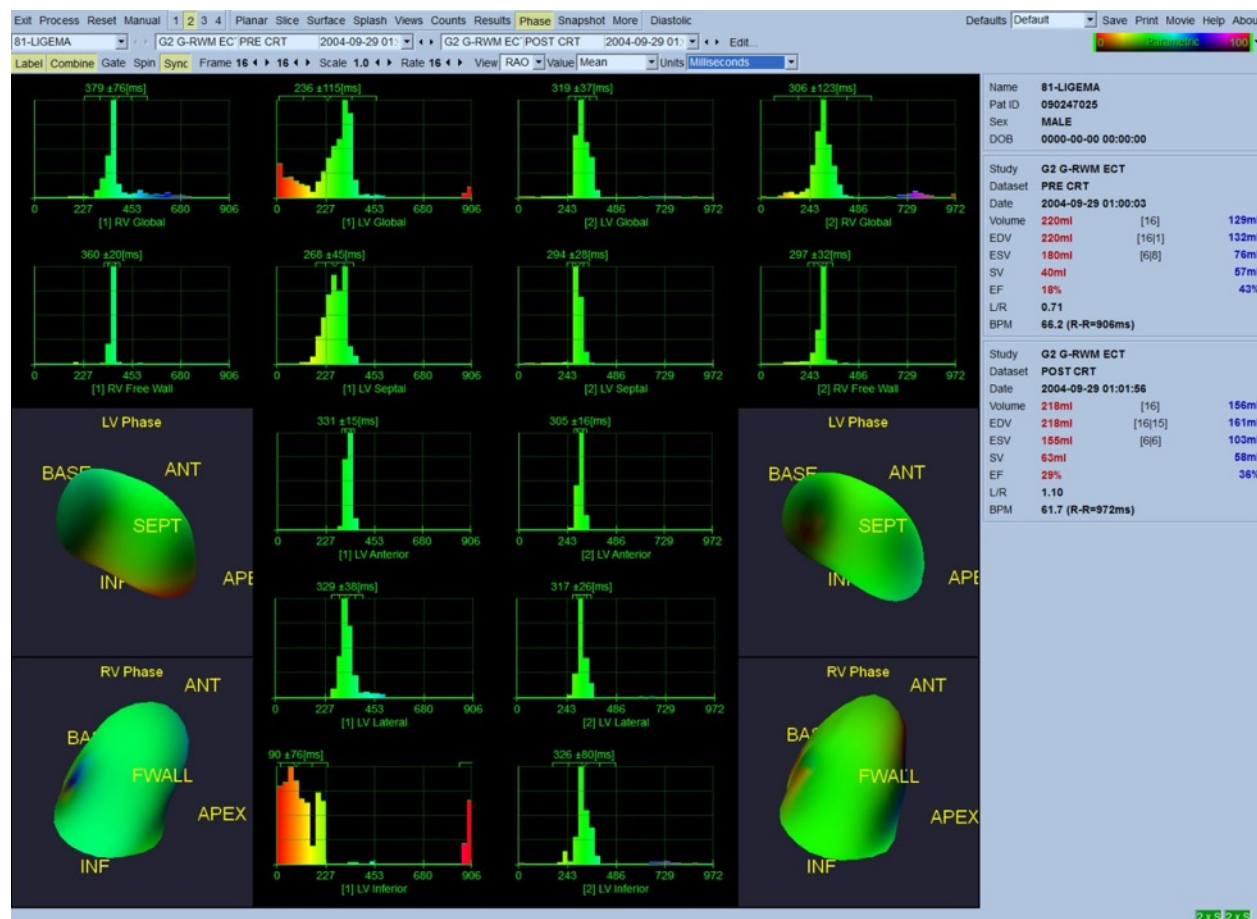 Exit Process Reset Manual 1 2 3 4 Planar Slice Surface Splash Views Counts Results Phase Snapshot More Diastolic Defaults Default Save Print Movie Help Abou
81-LIGEMA G2 G-RWM EC PRE CRT 2004-09-29 01: G2 G-RWM EC POST CRT 2004-09-29 01: Edit... 0 Parametric 100
Label Combine Gate Spin Sync Frame 16 16 Scale 1.0 Rate 16 View RAO Value Mean Units Milliseconds
379 ±76[ms] 236 ±115[ms] 319 ±37[ms] 306 ±123[ms]
0 227 453 680 906 0 227 453 680 906 0 243 486 729 972 0 243 486 729 972
[1] RV Global [1] LV Global [2] LV Global [2] RV Global
360 ±20[ms] 268 ±45[ms] 294 ±28[ms] 297 ±32[ms]
0 227 453 680 906 0 227 453 680 906 0 243 486 729 972 0 243 486 729 972
[1] RV Free Wall [1] LV Septal [2] LV Septal [2] RV Free Wall
LV Phase
BASE ANT
SEPT
INF APE
331 ±15[ms] 305 ±16[ms]
0 227 453 680 906 0 243 486 729 972
[1] LV Anterior [2] LV Anterior
LV Phase
BASE ANT
SEPT
INF APE
329 ±38[ms] 317 ±26[ms]
0 227 453 680 906 0 243 486 729 972
[1] LV Lateral [2] LV Lateral
RV Phase
ANT
BA
FWALL
APEX
INF
90 ±76[ms] 326 ±80[ms]
0 227 453 680 906 0 243 486 729 972
[1] LV Inferior [2] LV Inferior
RV Phase
ANT
BA
FWALL
APEX
INF
Name 81-LIGEMA
Pat ID 090247025
Sex MALE
DOB 0000-00-00 00:00:00
Study G2 G-RWM ECT
Dataset PRE CRT
Date 2004-09-29 01:00:03
Volume 220ml [16] 129ml
EDV 220ml [16|1] 132ml
ESV 180ml [6|8] 76ml
SV 40ml 57ml
EF 18% 43%
L/R 0.71
BPM 66.2 (R-R=906ms)
Study G2 G-RWM ECT
Dataset POST CRT
Date 2004-09-29 01:01:56
Volume 218ml [16] 156ml
EDV 218ml [16|15] 161ml
ESV 155ml [6|6] 103ml
SV 63ml 58ml
EF 29% 36%
L/R 1.10
BPM 61.7 (R-R=972ms)
2 x S 2 x S